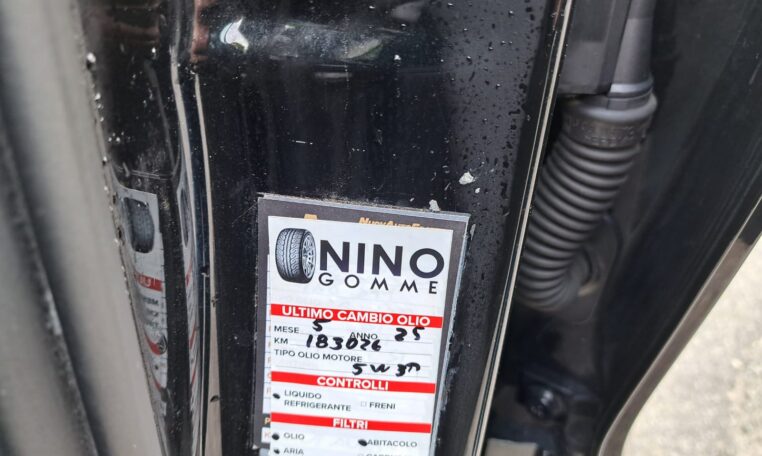 NINO
GOMME
ULTIMO CAMBIO OLIO
MESE 5 ANNO 25
KM 183026
TIPO OLIO MOTORE
5W30
CONTROLLI
LIQUIDO REFRIGERANTE FRENI
FILTRI
OLIO ABITACOLO
ARIA